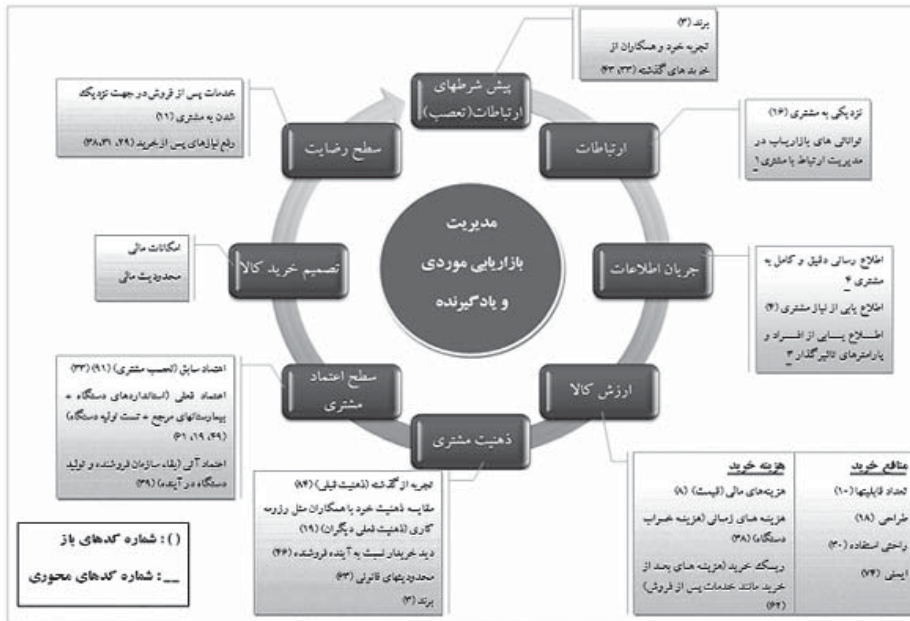 برند (۳)
تجربه خود و همکاران از
خریدهای گذشته (۳۳، ۴۳)
پیش شرطهای
ارتباطات(تعصب)
نزدیکی به مشتری (۱۶)
توانائی های بازاریاب در
مدیریت ارتباط با مشتری ۱
ارتباطات
اطلاع رسانی دقیق و کامل به
مشتری ۴
اطلاع یابی از نیاز مشتری (۴)
اطلاع یابی از افراد و
پارامترهای تاثیرگذار ۳
جریان اطلاعات
ارزش کالا
منافع خرید
تعداد قابلیتها (۱۰)
طراحی (۱۸)
راحتی استفاده (۳۰)
ایمنی (۷۴)
هزینه خرید
هزینه‌های مالی (قیمت) (۸)
هزینه های زمانی (هزینه خراب
دستگاه) (۳۸)
ریسک خرید (هزینه های بعد از
خرید مانند خدمات پس از فروش)
(۶۲)
ذهنیت مشتری
تجربه از گذشته (ذهنیت قبلی) (۸۴)
مقایسه ذهنیت خود با همکاران مثل رزومه
کاری (ذهنیت فعلی دیگران) (۱۹)
دید خریدار نسبت به آینده فروشنده (۴۶)
محدودیتهای قانونی (۶۳)
برند (۳)
سطح اعتماد
مشتری
اعتماد سابق (تعصب مشتری) (۹۱) (۳۳)
اعتماد فعلی (استانداردهای دستگاه +
بیمارستانهای مرجع + تست اولیه دستگاه)
(۴۹، ۱۹، ۶۱)
اعتماد آتی (بقاء سازمان فروشنده و تولید
دستگاه در آینده) (۳۹)
تصمیم خرید کالا
امکانات مالی
محدودیت مالی
سطح رضایت
خدمات پس از فروش در جهت نزدیک
شدن به مشتری (۱۱)
رفع نیازهای پس از خرید (۲۹، ۳۱، ۳۸)
مدیریت
بازاریابی موردی
و یادگیرنده
( ) : شماره کدهای باز
__ : شماره کدهای محوری